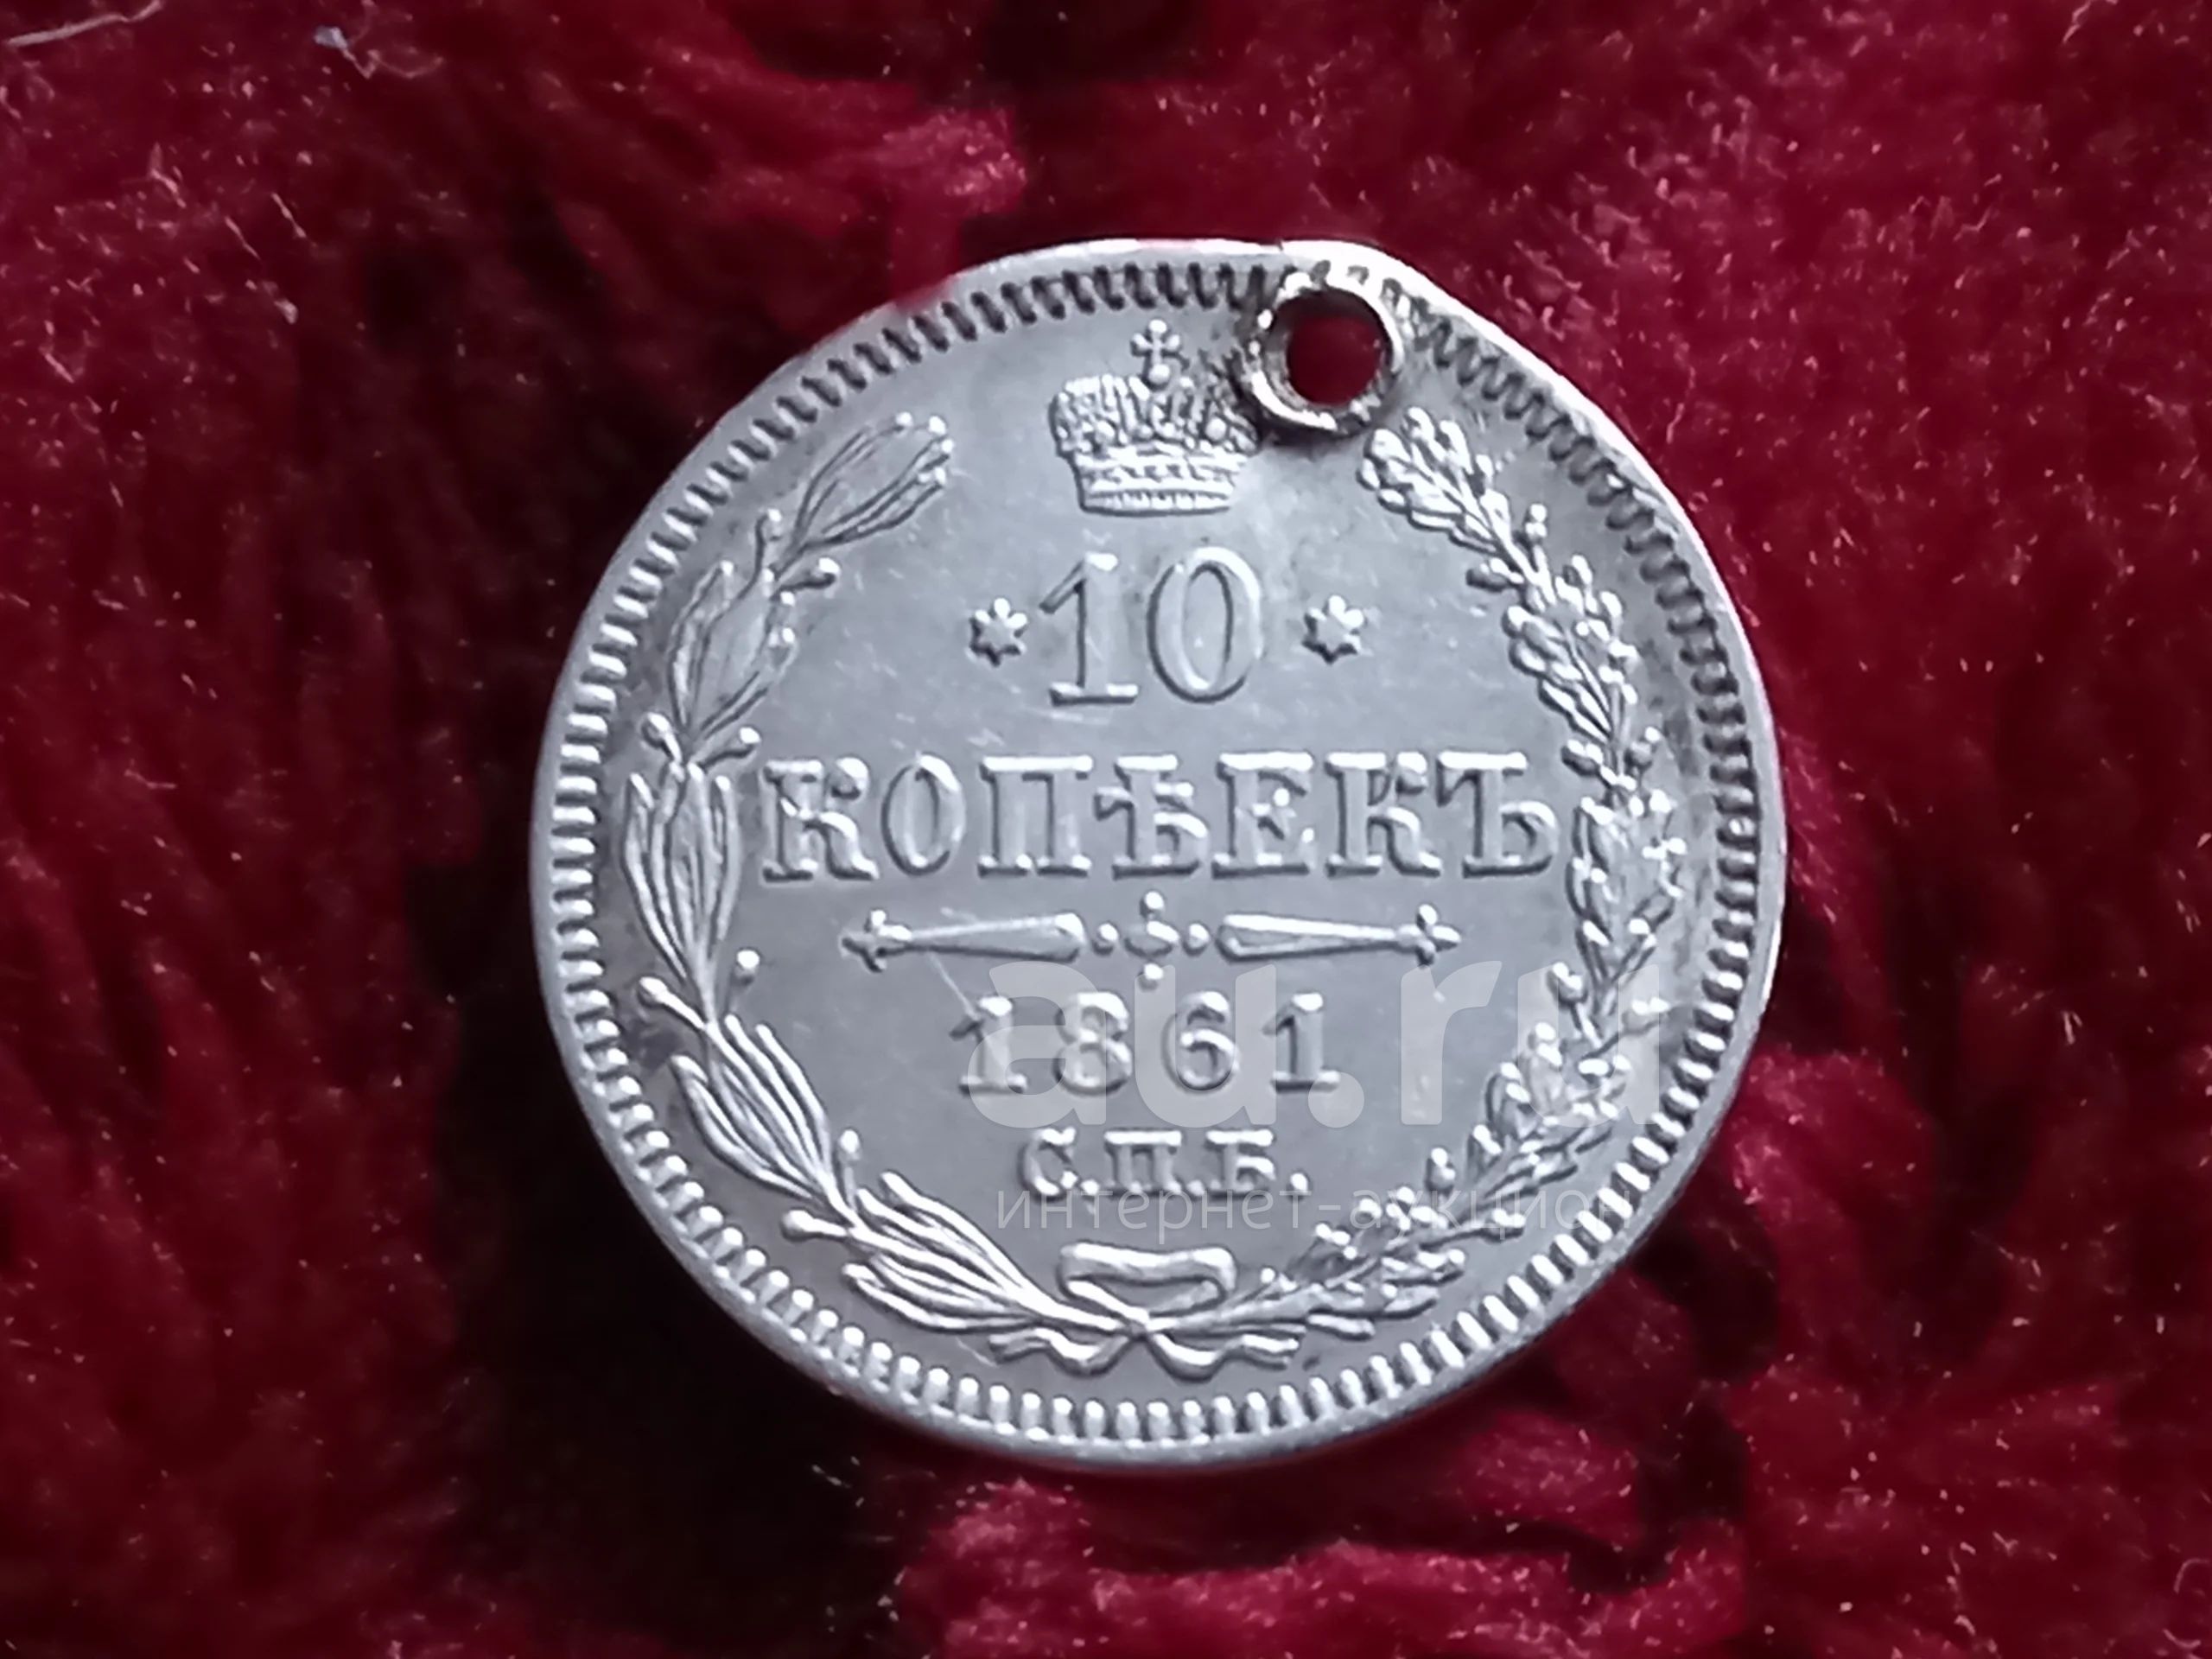 10
КОПѢЕКЪ
1861
au.ru
С.П.Б.
интернет-аукцион